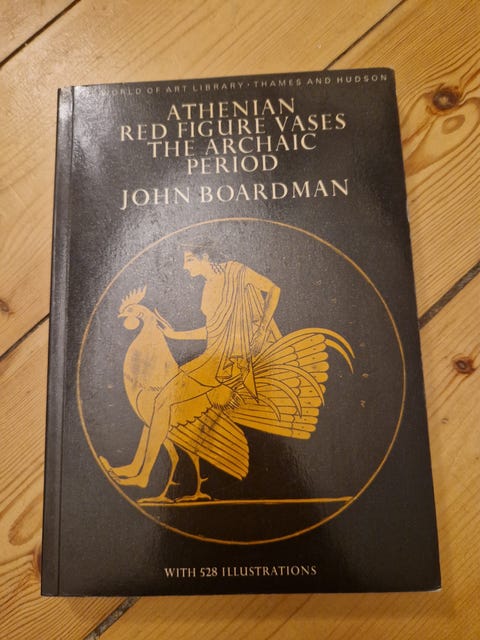 WORLD OF ART LIBRARY · THAMES AND HUDSON
ATHENIAN
RED FIGURE VASES
THE ARCHAIC
PERIOD
JOHN BOARDMAN
WITH 528 ILLUSTRATIONS